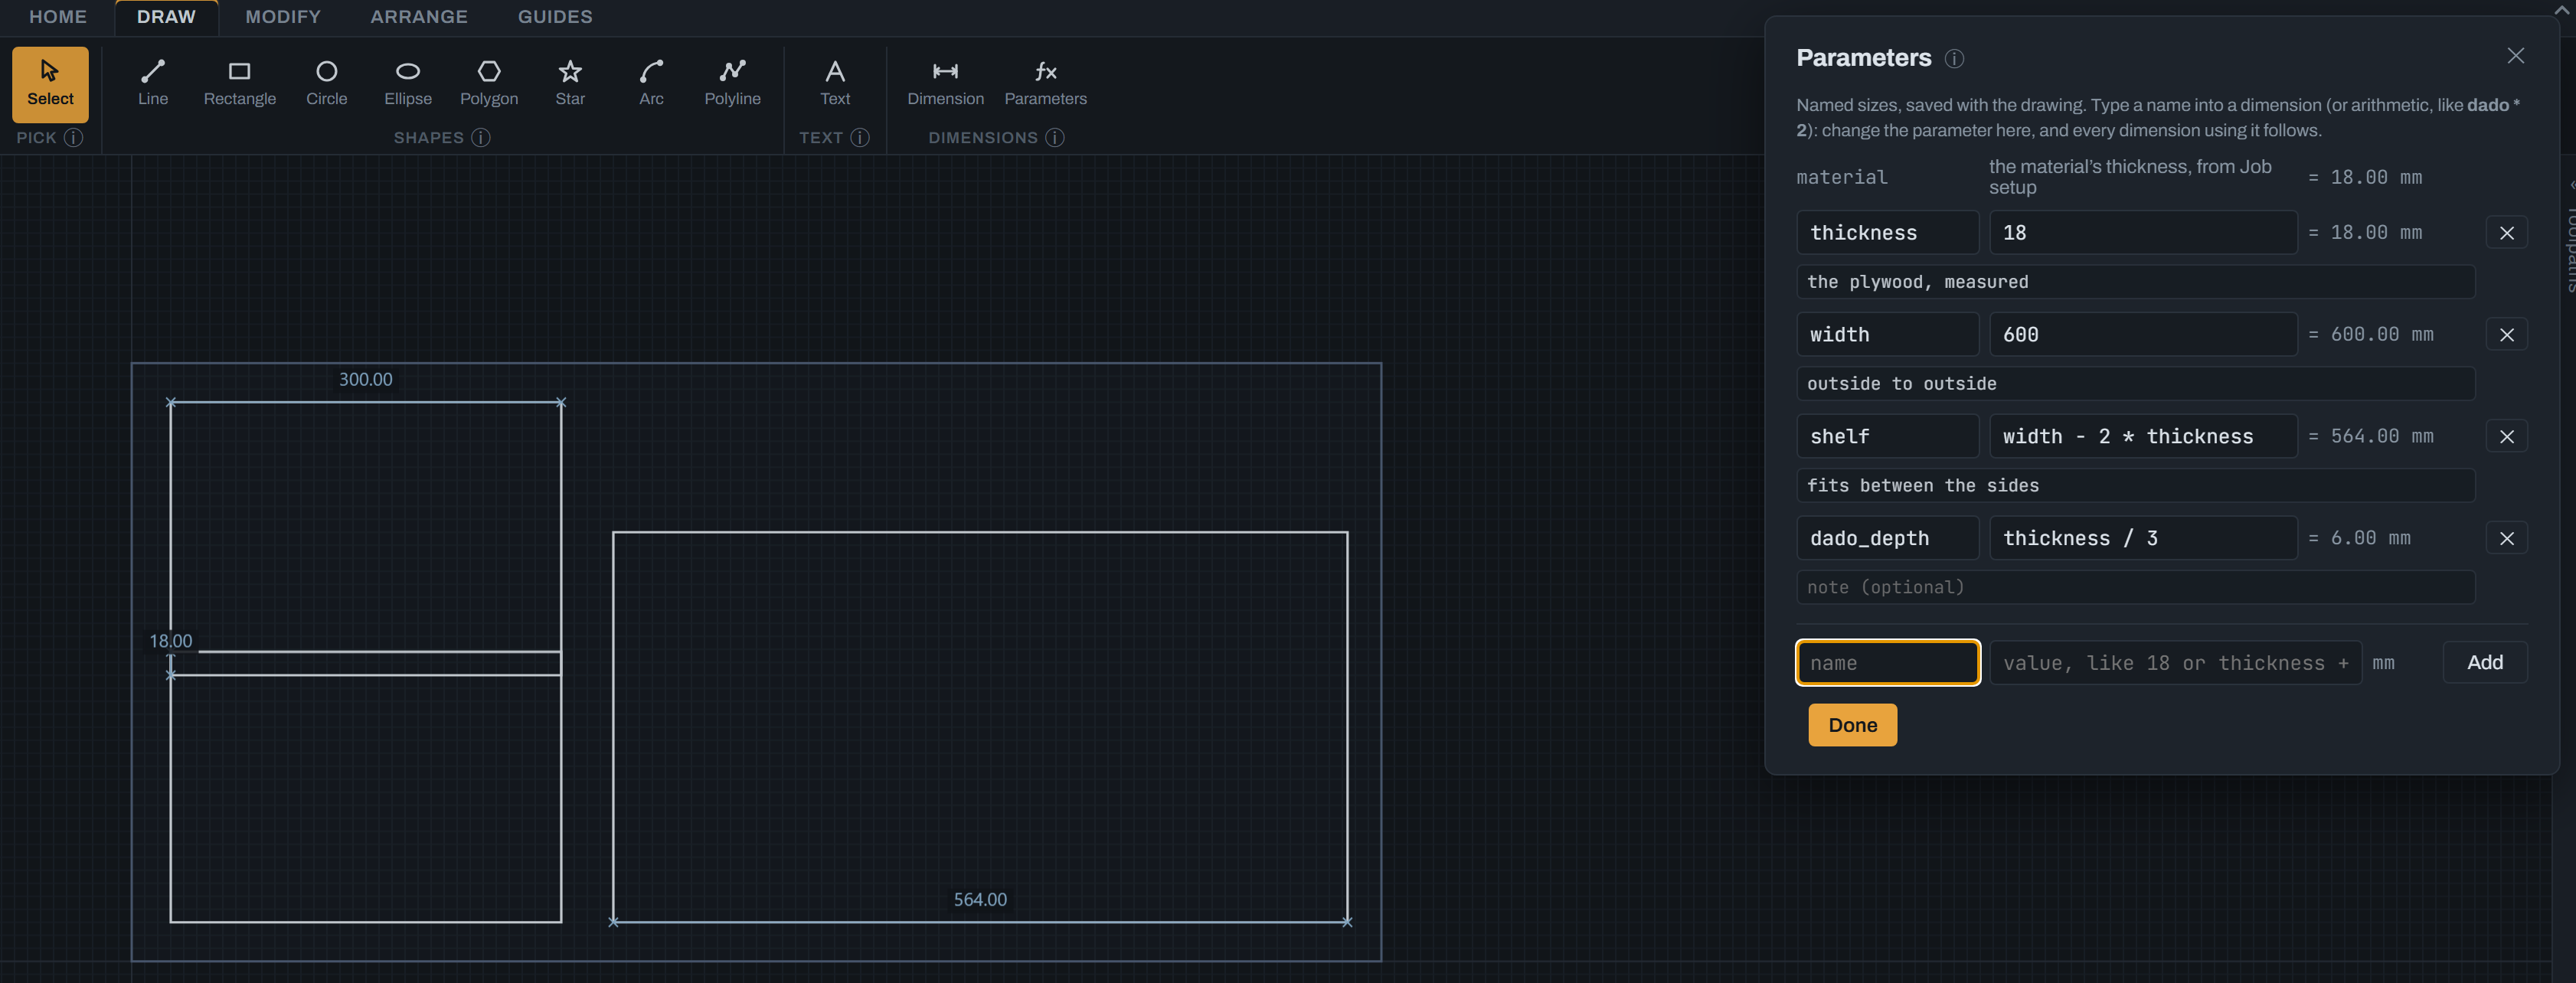 HOME DRAW MODIFY ARRANGE GUIDES
Select Line Rectangle Circle Ellipse Polygon Star Arc Polyline Text Dimension Parameters
PICK SHAPES TEXT DIMENSIONS
Parameters
Named sizes, saved with the drawing. Type a name into a dimension (or arithmetic, like dado *
2): change the parameter here, and every dimension using it follows.
material the material's thickness, from Job
setup = 18.00 mm
thickness 18 = 18.00 mm
the plywood, measured
width 600 = 600.00 mm
outside to outside
shelf width - 2 * thickness = 564.00 mm
fits between the sides
dado_depth thickness / 3 = 6.00 mm
note (optional)
name value, like 18 or thickness + mm Add
Done
Toolpaths
300.00
18.00
564.00